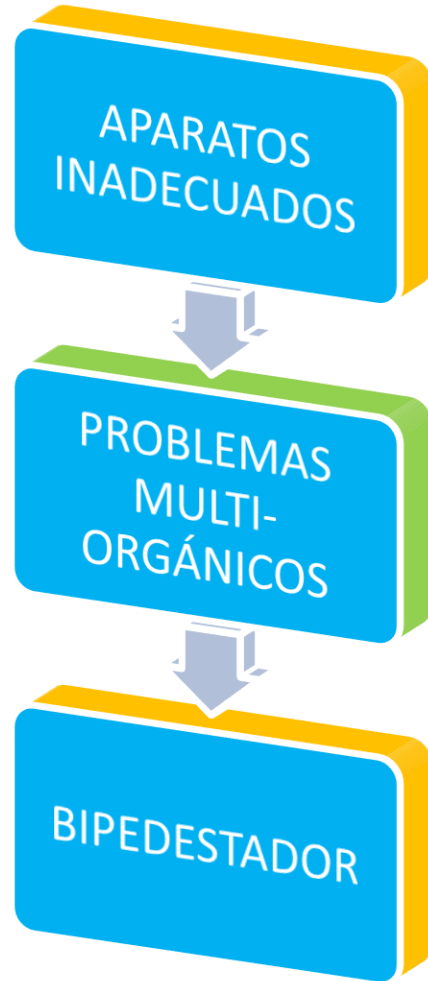 APARATOS
INADECUADOS
PROBLEMAS
MULTI-
ORGÁNICOS
BIPEDESTADOR